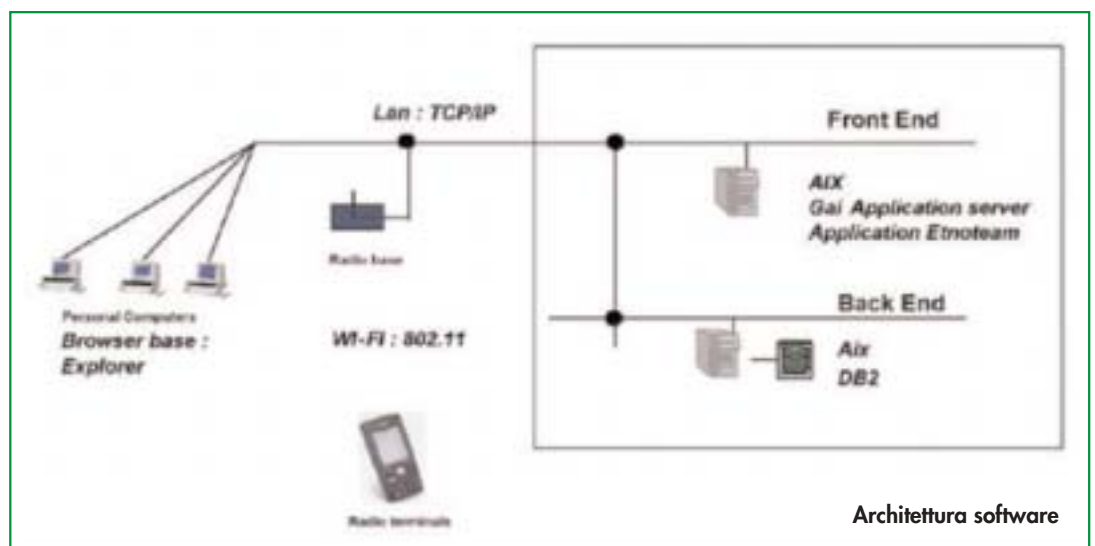 Lan : TCP/IP
Front End
AIX
Gai Application server
Application Etnoteam
Radio base
Personal Computers
Browser base :
Explorer
WI-FI : 802.11
Back End
Aix
DB2
Radio terminals
Architettura software